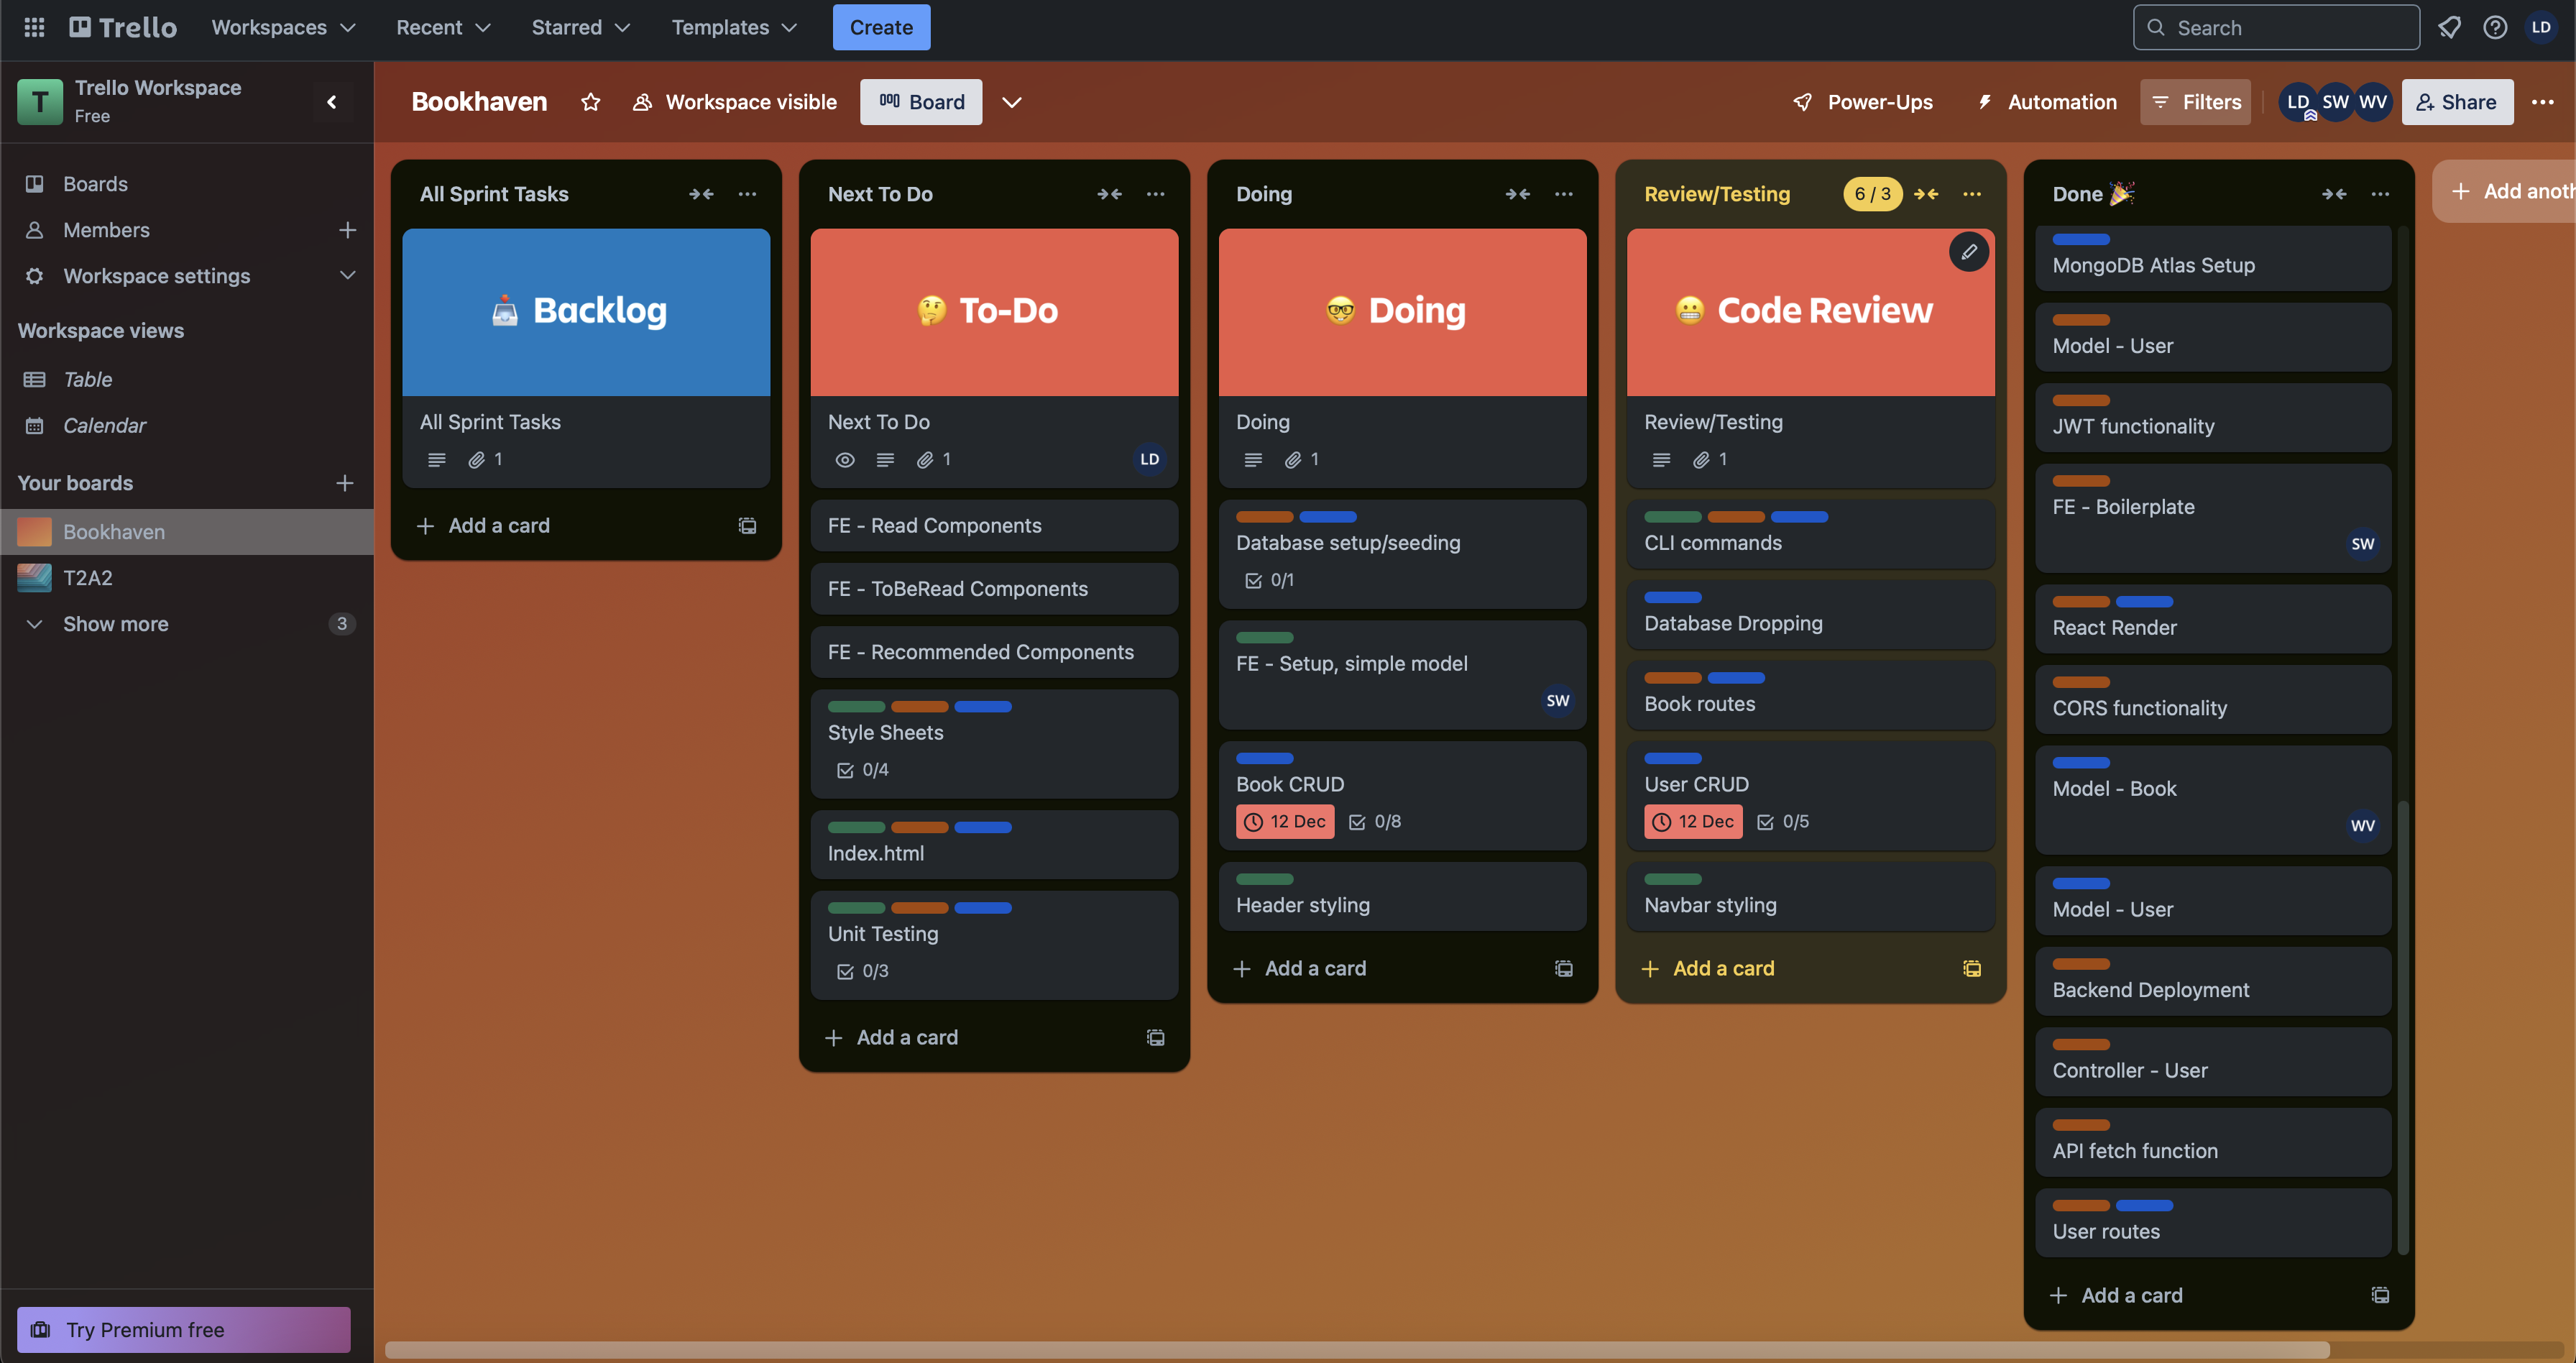 Trello
Workspaces
Recent
Starred
Templates
Create
Search
LD
T
Trello Workspace
Free
Boards
Members
Workspace settings
Workspace views
Table
Calendar
Your boards
Bookhaven
T2A2
Show more
3
Try Premium free
Bookhaven
Workspace visible
Board
Power-Ups
Automation
Filters
LD
SW
WV
Share
All Sprint Tasks
Backlog
All Sprint Tasks
1
Add a card
Next To Do
To-Do
Next To Do
1
LD
FE - Read Components
FE - ToBeRead Components
FE - Recommended Components
Style Sheets
0/4
Index.html
Unit Testing
0/3
Add a card
Doing
Doing
Doing
1
Database setup/seeding
0/1
FE - Setup, simple model
SW
Book CRUD
12 Dec
0/8
Header styling
Add a card
Review/Testing
6 / 3
Code Review
Review/Testing
1
CLI commands
Database Dropping
Book routes
User CRUD
12 Dec
0/5
Navbar styling
Add a card
Done
MongoDB Atlas Setup
Model - User
JWT functionality
FE - Boilerplate
SW
React Render
CORS functionality
Model - Book
WV
Model - User
Backend Deployment
Controller - User
API fetch function
User routes
Add a card
Add anoth